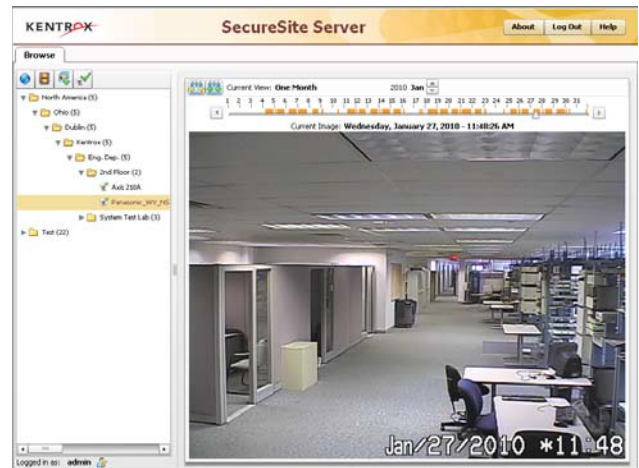 KENTROX
SecureSite Server
About Log Out Help
Browse
Current View: One Month
2010 Jan
1 2 3 4 5 6 7 8 9 10 11 12 13 14 15 16 17 18 19 20 21 22 23 24 25 26 27 28 29 30 31
Current Image: Wednesday, January 27, 2010 - 11:48:26 AM
North America (5)
Ohio (5)
Dublin (5)
Kentrox (5)
Eng. Dep. (5)
2nd Floor (2)
Axis 210A
Panasonic_WY_NS
System Test Lab (3)
Test (22)
Jan/27/2010 *11:48
Logged in as: admin